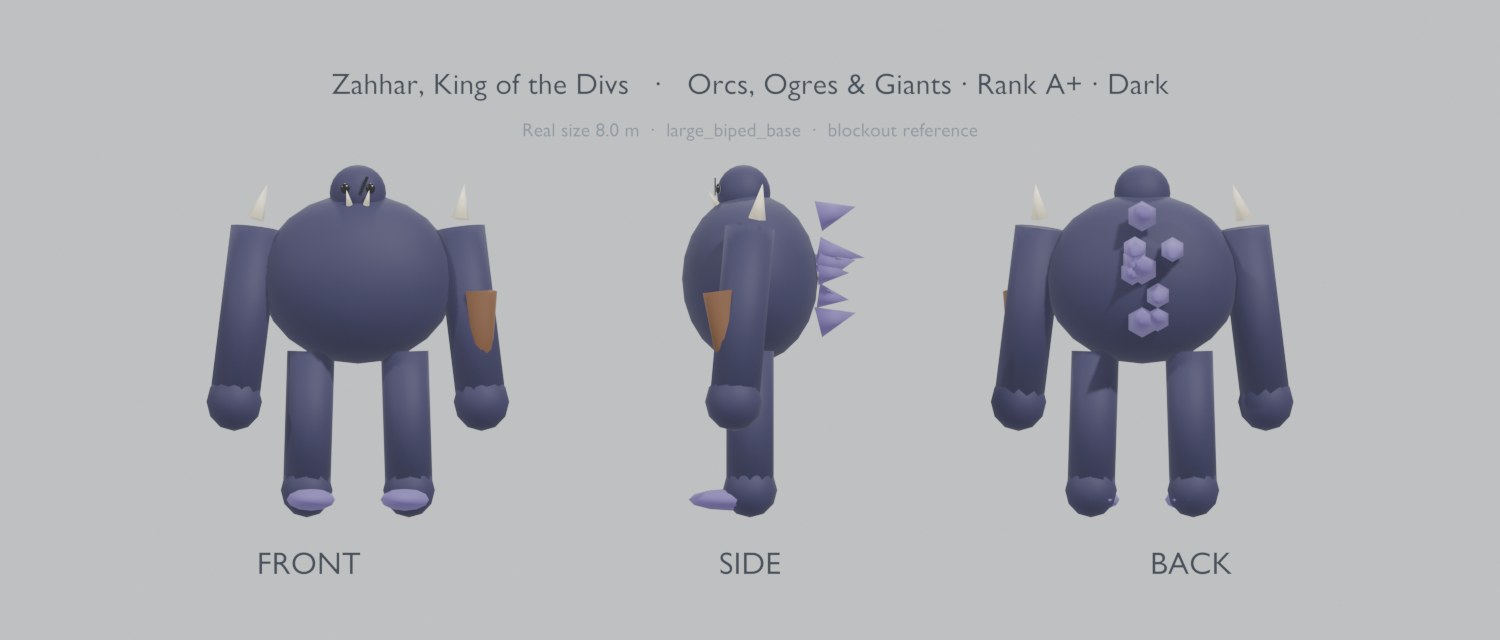 Zahhar, King of the Divs · Orcs, Ogres & Giants · Rank A+ · Dark
Real size 8.0 m · large_biped_base · blockout reference
FRONT SIDE BACK